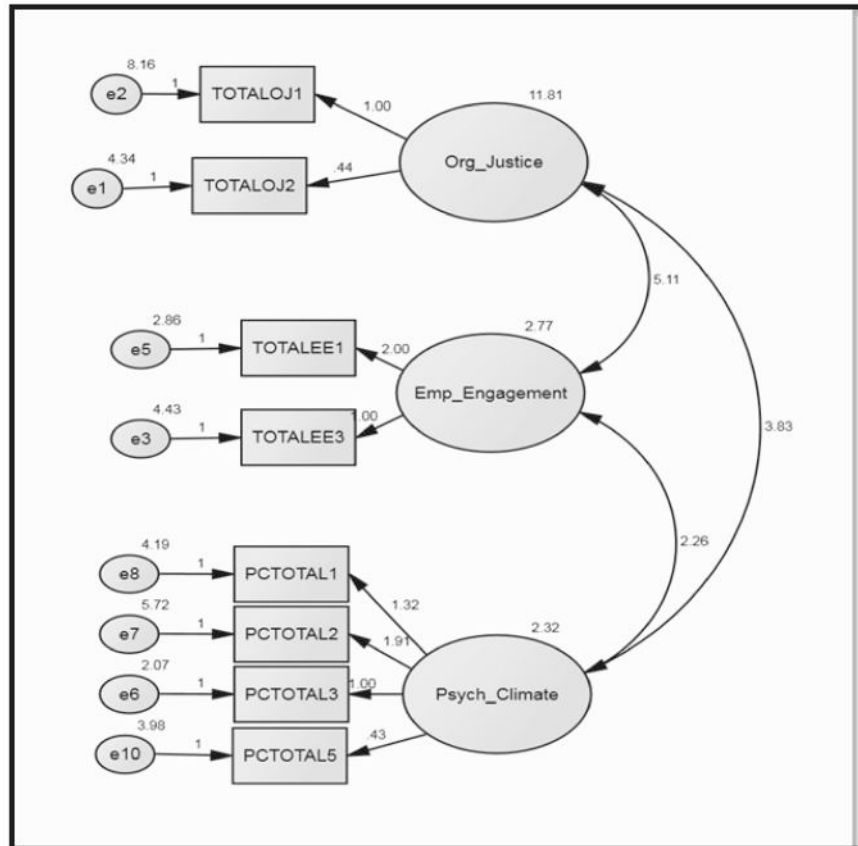 8.16
1
e2
TOTALOJ1
1.00
11.81
Org_Justice
4.34
1
e1
TOTALOJ2
.44
5.11
2.86
1
e5
TOTALEE1
2.00
2.77
Emp_Engagement
4.43
1
e3
TOTALEE3
1.00
3.83
2.26
4.19
1
e8
PCTOTAL1
1.32
5.72
1
e7
PCTOTAL2
1.91
2.32
2.07
1
e6
PCTOTAL3
1.00
Psych_Climate
3.98
1
e10
PCTOTAL5
.43